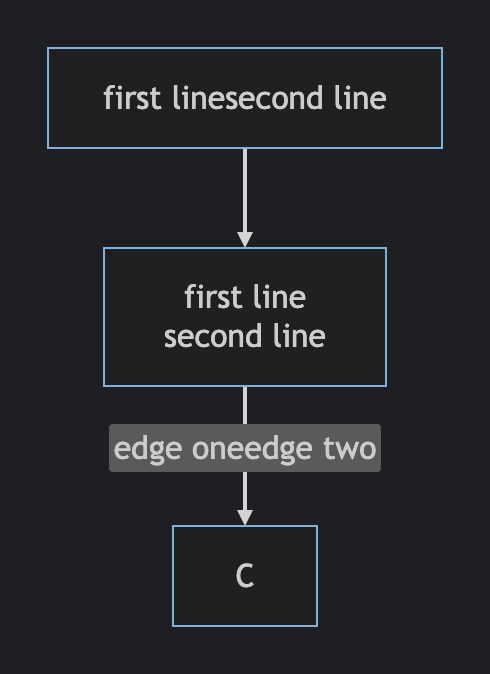 first linesecond line
first line
second line
edge oneedge two
C